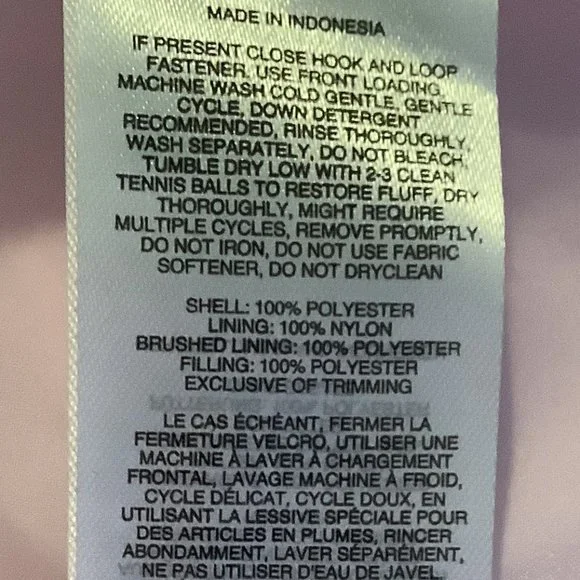 MADE IN INDONESIA
IF PRESENT CLOSE HOOK AND LOOP
FASTENER, USE FRONT LOADING,
MACHINE WASH COLD GENTLE, GENTLE
CYCLE, DOWN DETERGENT
RECOMMENDED, RINSE THOROUGHLY,
WASH SEPARATELY, DO NOT BLEACH,
TUMBLE DRY LOW WITH 2-3 CLEAN
TENNIS BALLS TO RESTORE FLUFF, DRY
THOROUGHLY, MIGHT REQUIRE
MULTIPLE CYCLES, REMOVE PROMPTLY,
DO NOT IRON, DO NOT USE FABRIC
SOFTENER, DO NOT DRYCLEAN
SHELL: 100% POLYESTER
LINING: 100% NYLON
BRUSHED LINING: 100% POLYESTER
FILLING: 100% POLYESTER
EXCLUSIVE OF TRIMMING
LE CAS ÉCHÉANT, FERMER LA
FERMETURE VELCRO, UTILISER UNE
MACHINE À LAVER À CHARGEMENT
FRONTAL, LAVAGE MACHINE À FROID,
CYCLE DÉLICAT, CYCLE DOUX, EN
UTILISANT LA LESSIVE SPÉCIALE POUR
DES ARTICLES EN PLUMES, RINCER
ABONDAMMENT, LAVER SÉPARÉMENT,
NE PAS UTILISER D'EAU DE JAVEL,